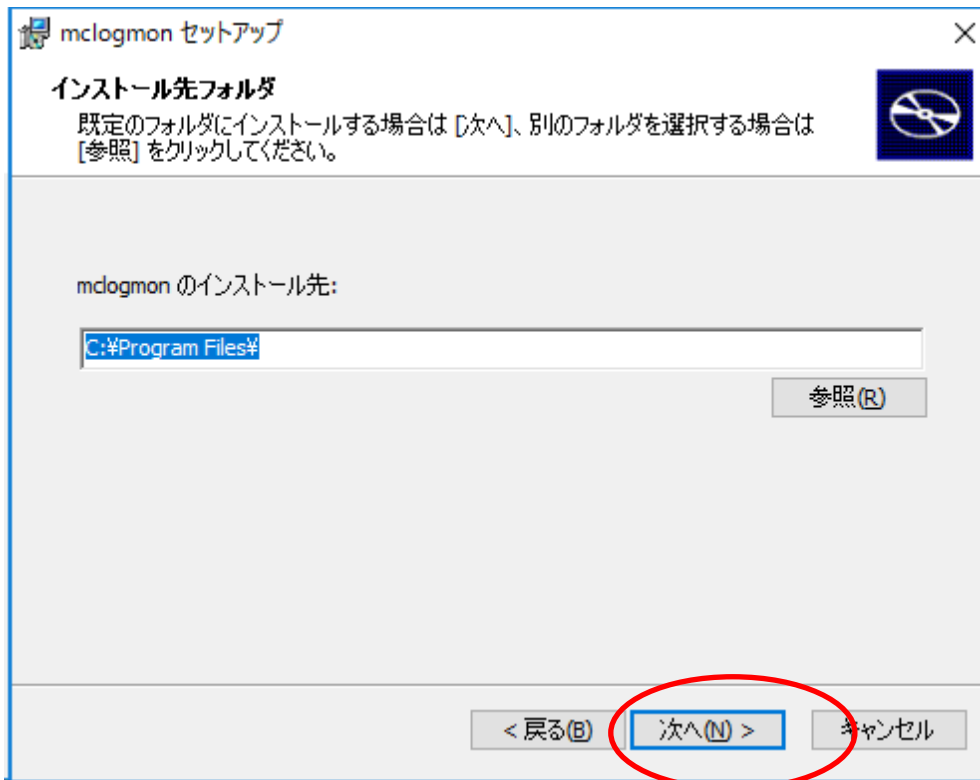 mclogmon セットアップ
インストール先フォルダ
既定のフォルダにインストールする場合は [次へ]、別のフォルダを選択する場合は
[参照] をクリックしてください。
mclogmon のインストール先:
C:¥Program Files¥
参照(R)
< 戻る(B)
次へ(N) >
キャンセル